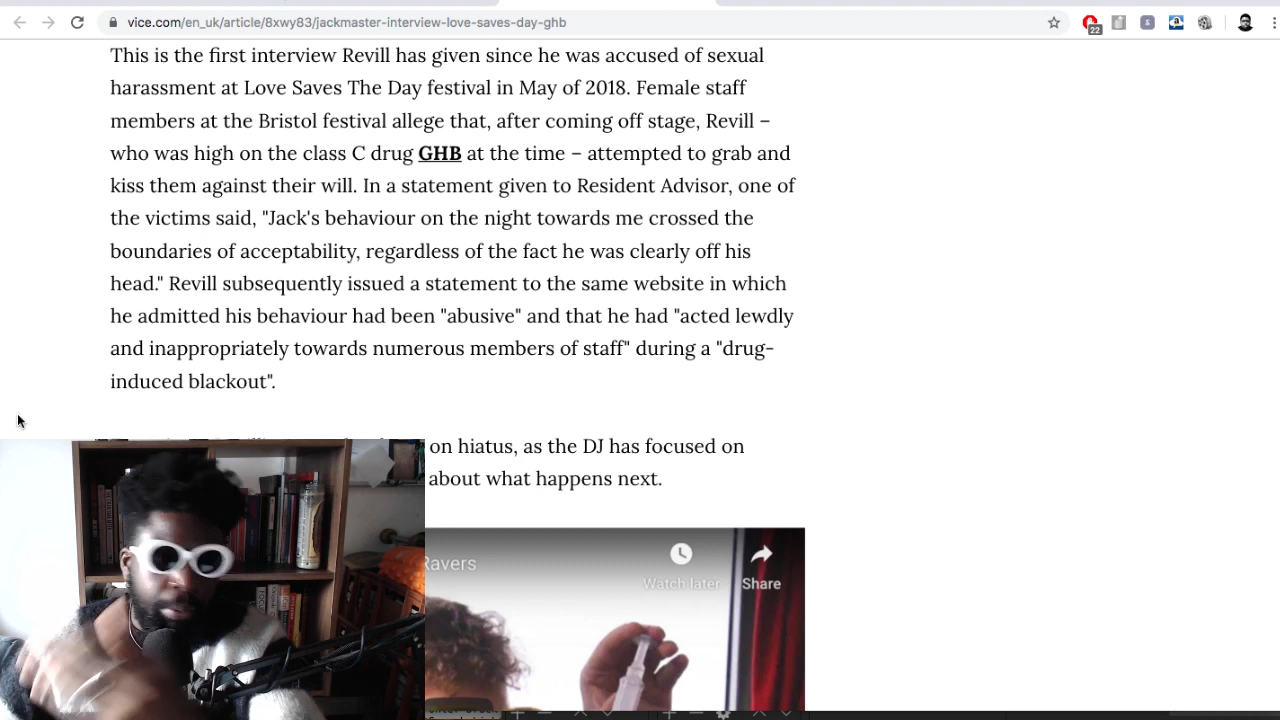 vice.com/en_uk/article/8xwy83/jackmaster-interview-love-saves-day-ghb
22
This is the first interview Revill has given since he was accused of sexual
harassment at Love Saves The Day festival in May of 2018. Female staff
members at the Bristol festival allege that, after coming off stage, Revill –
who was high on the class C drug GHB at the time – attempted to grab and
kiss them against their will. In a statement given to Resident Advisor, one of
the victims said, "Jack's behaviour on the night towards me crossed the
boundaries of acceptability, regardless of the fact he was clearly off his
head." Revill subsequently issued a statement to the same website in which
he admitted his behaviour had been "abusive" and that he had "acted lewdly
and inappropriately towards numerous members of staff" during a "drug-
induced blackout".
on hiatus, as the DJ has focused on
about what happens next.
Ravers
Watch later
Share